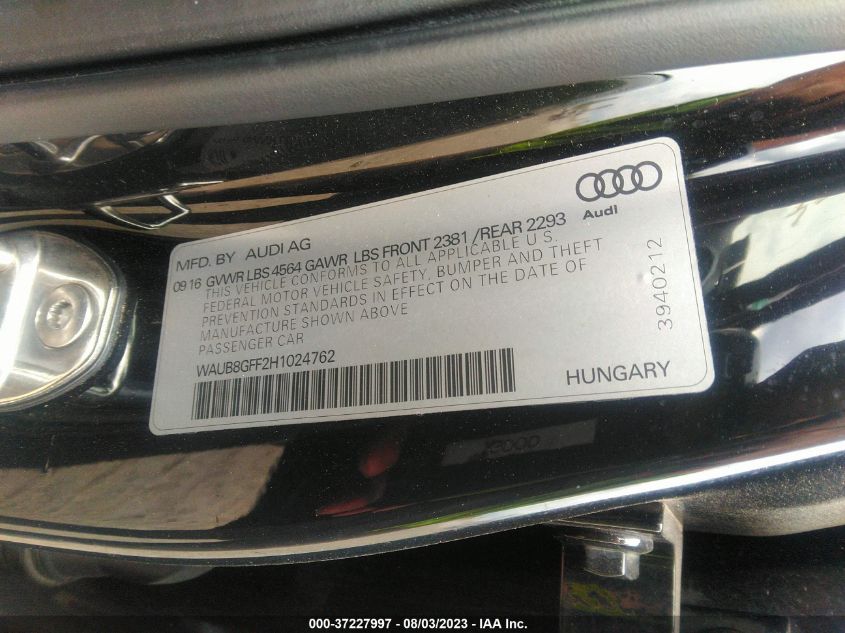 Audi
MFD. BY AUDI AG
09 16 GVWR LBS 4564 GAWR LBS FRONT 2381 /REAR 2293
THIS VEHICLE CONFORMS TO ALL APPLICABLE U S.
FEDERAL MOTOR VEHICLE SAFETY, BUMPER AND THEFT
PREVENTION STANDARDS IN EFFECT ON THE DATE OF
MANUFACTURE SHOWN ABOVE
PASSENGER CAR
WAUB8GFF2H1024762
HUNGARY
3940212
000-37227997 - 08/03/2023 - IAA Inc.